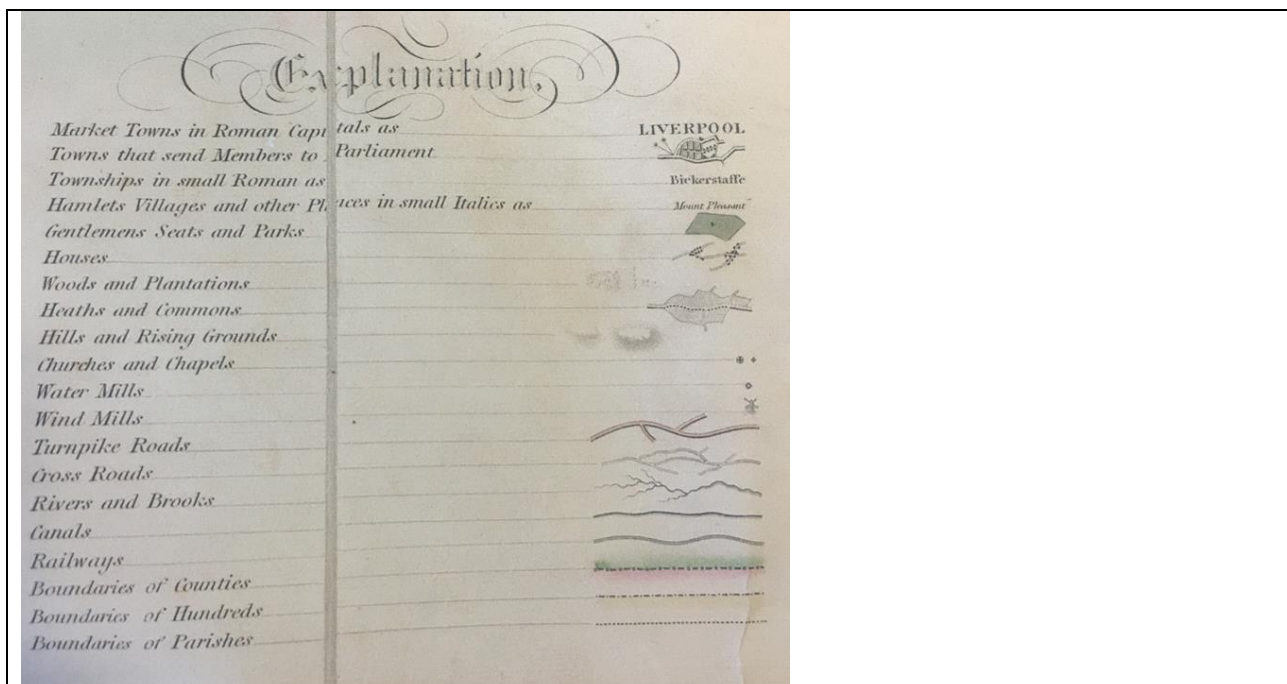 Explanation,
Market Towns in Roman Capitals as LIVERPOOL
Towns that send Members to Parliament
Townships in small Roman as Bickerstaffe
Hamlets Villages and other Places in small Italics as Mount Pleasant
Gentlemens Seats and Parks
Houses
Woods and Plantations
Heaths and Commons
Hills and Rising Grounds
Churches and Chapels
Water Mills
Wind Mills
Turnpike Roads
Cross Roads
Rivers and Brooks
Canals
Railways
Boundaries of Counties
Boundaries of Hundreds
Boundaries of Parishes